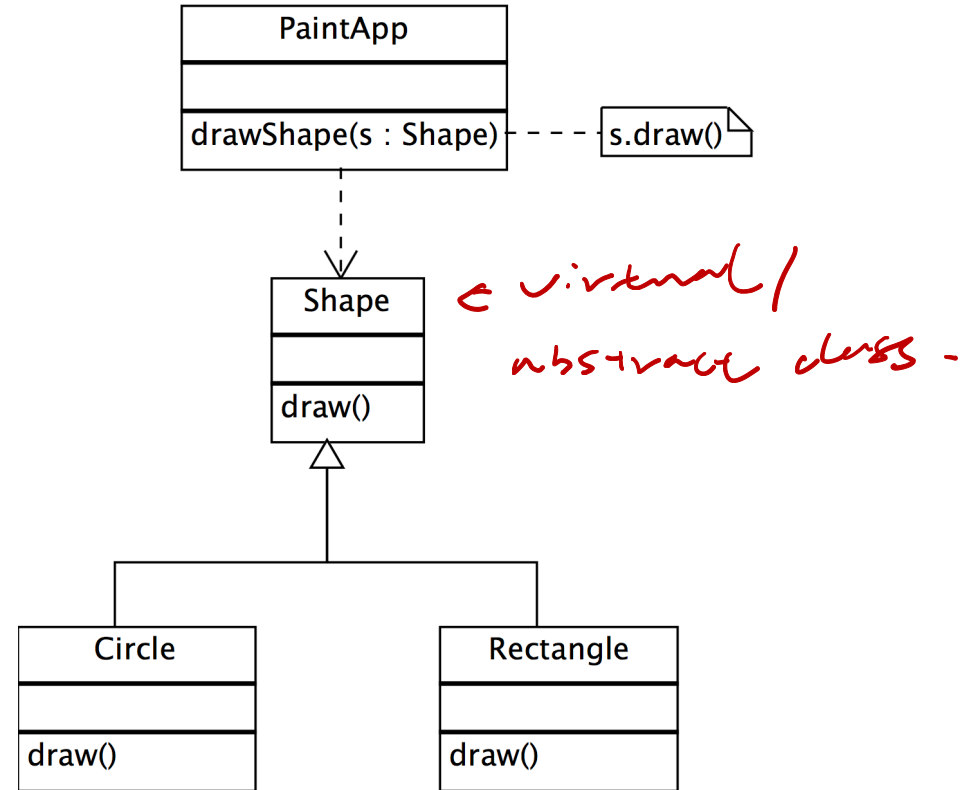 PaintApp
drawShape(s : Shape)
s.draw()
Shape
← virtual/
abstract class.
draw()
Circle
Rectangle
draw()
draw()